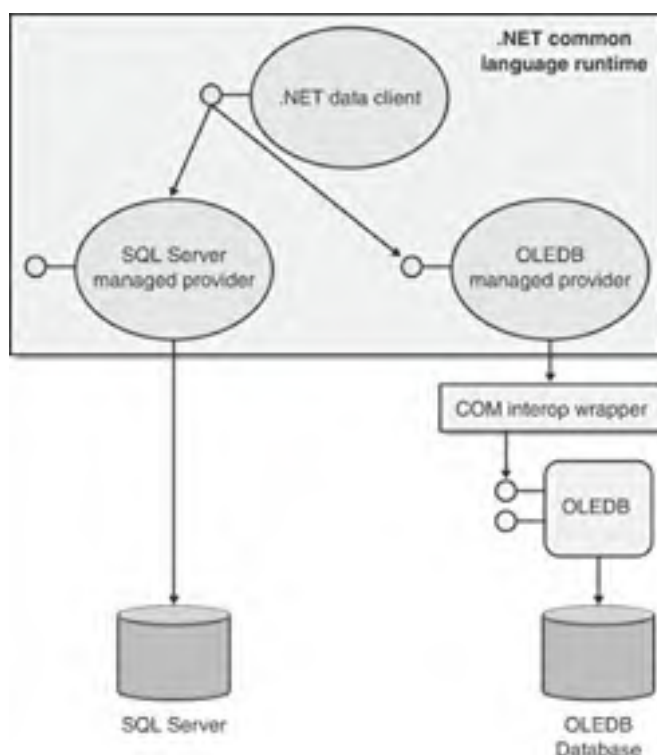 .NET common
language runtime
.NET data client
SQL Server
managed provider
OLEDB
managed provider
COM interop wrapper
OLEDB
SQL Server
OLEDB
Database